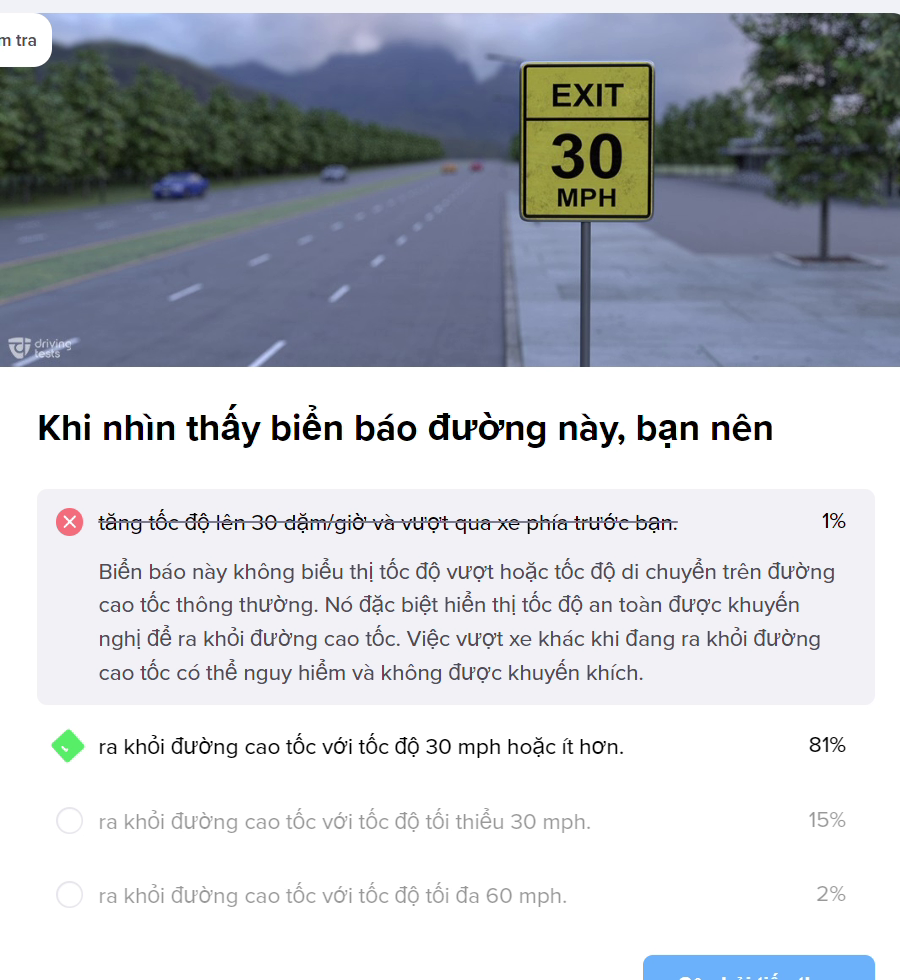 m tra
EXIT
30
MPH
driving
tests
Khi nhìn thấy biển báo đường này, bạn nên
tăng tốc độ lên 30 dặm/giờ và vượt qua xe phía trước bạn. 1%
Biển báo này không biểu thị tốc độ vượt hoặc tốc độ di chuyển trên đường
cao tốc thông thường. Nó đặc biệt hiển thị tốc độ an toàn được khuyến
nghị để ra khỏi đường cao tốc. Việc vượt xe khác khi đang ra khỏi đường
cao tốc có thể nguy hiểm và không được khuyến khích.
ra khỏi đường cao tốc với tốc độ 30 mph hoặc ít hơn. 81%
ra khỏi đường cao tốc với tốc độ tối thiểu 30 mph. 15%
ra khỏi đường cao tốc với tốc độ tối đa 60 mph. 2%